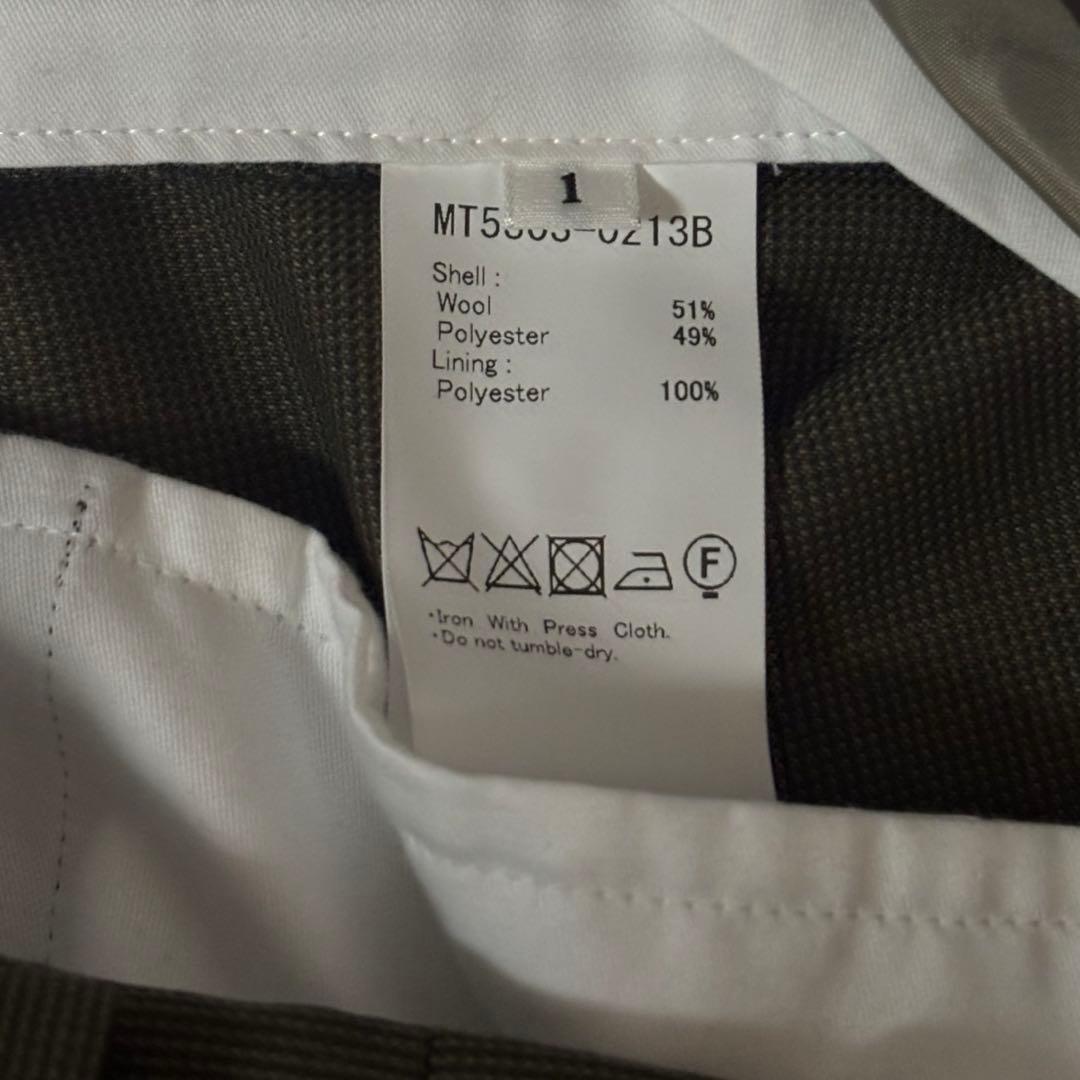 1
Shell :
Wool 51%
Polyester 49%
Lining :
Polyester 100%
F
･Iron With Press Cloth.
･Do not tumble-dry.